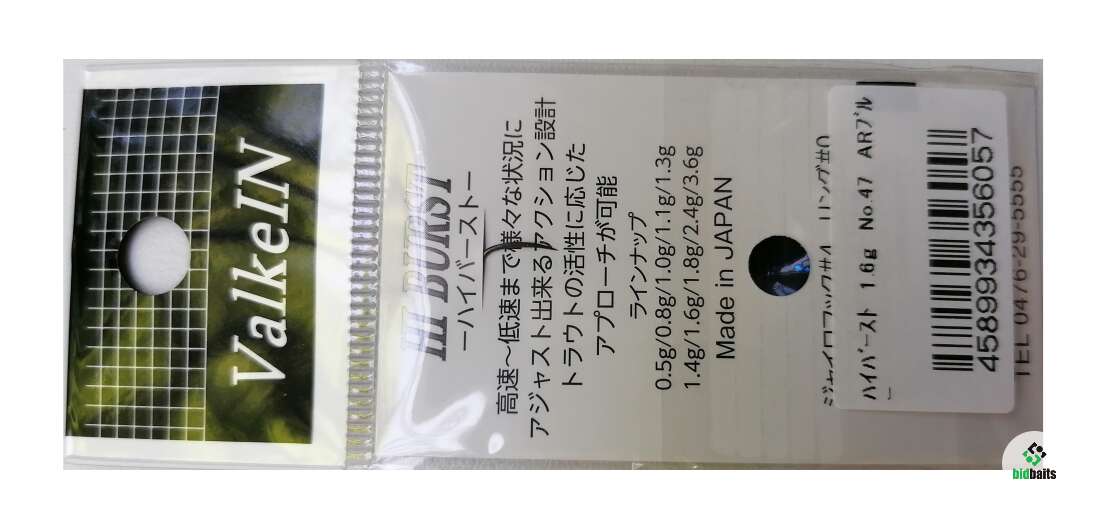 ValkeIN
HI BURST
ーハイバーストー
高速～低速まで様々な状況に
アジャスト出来るアクション設計
トラウトの活性に応じた
アプローチが可能
ラインナップ
0.5g/0.8g/1.0g/1.1g/1.3g
1.4g/1.6g/1.8g/2.4g/3.6g
Made in JAPAN
ハイバースト 1.6g No.47 ARブル
ー
4589934356057
TEL 0476-29-5555
bidbaits